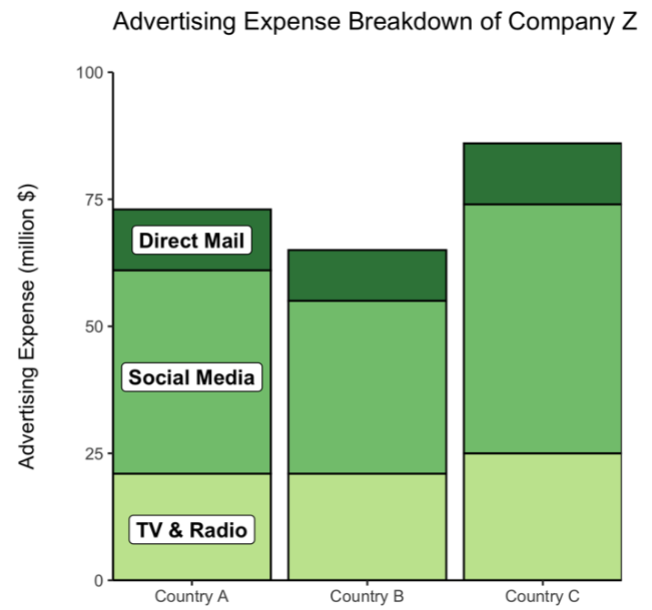 Advertising Expense Breakdown of Company Z
Advertising Expense (million $)
100
75
50
25
0
Direct Mail
Social Media
TV & Radio
Country A
Country B
Country C